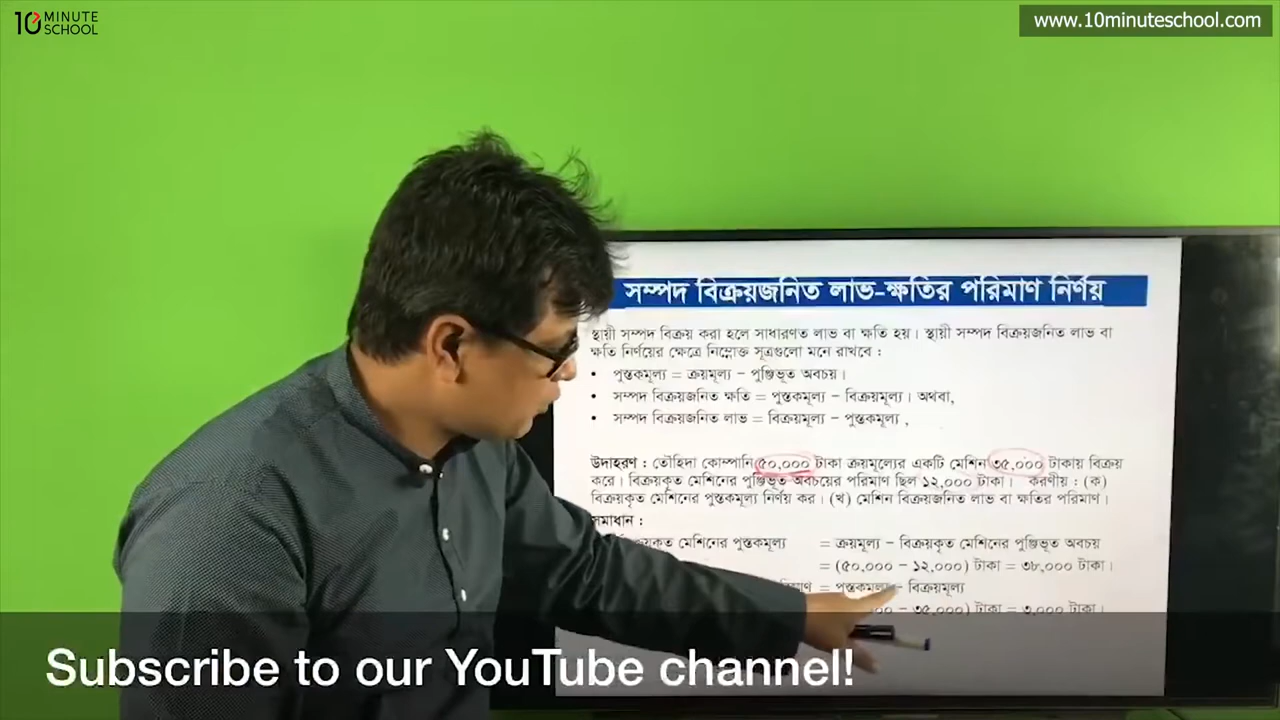 10 MINUTE
SCHOOL
www.10minuteschool.com
সম্পদ বিক্রয়জনিত লাভ-ক্ষতির পরিমাণ নির্ণয়
স্থায়ী সম্পদ বিক্রয় করা হলে সাধারণত লাভ বা ক্ষতি হয়। স্থায়ী সম্পদ বিক্রয়জনিত লাভ বা
ক্ষতি নির্ণয়ের ক্ষেত্রে নিম্নোক্ত সূত্রগুলো মনে রাখবে :
• পুস্তকমূল্য = ক্রয়মূল্য – পুঞ্জিভূত অবচয়।
• সম্পদ বিক্রয়জনিত ক্ষতি = পুস্তকমূল্য – বিক্রয়মূল্য। অথবা,
• সম্পদ বিক্রয়জনিত লাভ = বিক্রয়মূল্য – পুস্তকমূল্য ,
উদাহরণ : তৌহিদা কোম্পানি ৫০,০০০ টাকা ক্রয়মূল্যের একটি মেশিন ৩৫,০০০ টাকায় বিক্রয়
করে। বিক্রয়কৃত মেশিনের পুঞ্জিভূত অবচয়ের পরিমাণ ছিল ১২,০০০ টাকা। করণীয় : (ক)
বিক্রয়কৃত মেশিনের পুস্তকমূল্য নির্ণয় কর। (খ) মেশিন বিক্রয়জনিত লাভ বা ক্ষতির পরিমাণ।
সমাধান :
মেশিনের পুস্তকমূল্য = ক্রয়মূল্য – বিক্রয়কৃত মেশিনের পুঞ্জিভূত অবচয়
= (৫০,০০০ – ১২,০০০) টাকা = ৩৮,০০০ টাকা।
= পুস্তকমূল্য – বিক্রয়মূল্য
– ৩৫,০০০) টাকা = ৩,০০০ টাকা।
Subscribe to our YouTube channel!